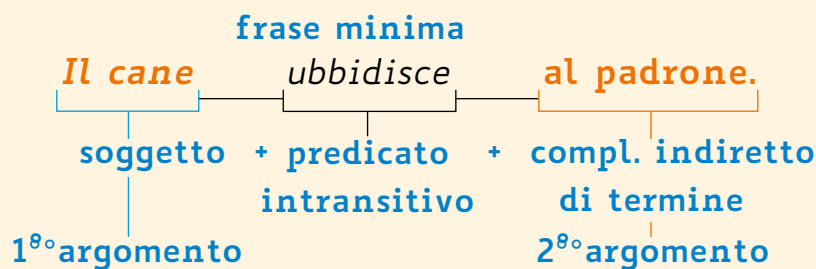 frase minima
Il cane ubbidisce al padrone.
soggetto + predicato + compl. indiretto
intransitivo di termine
1°argomento 2°argomento